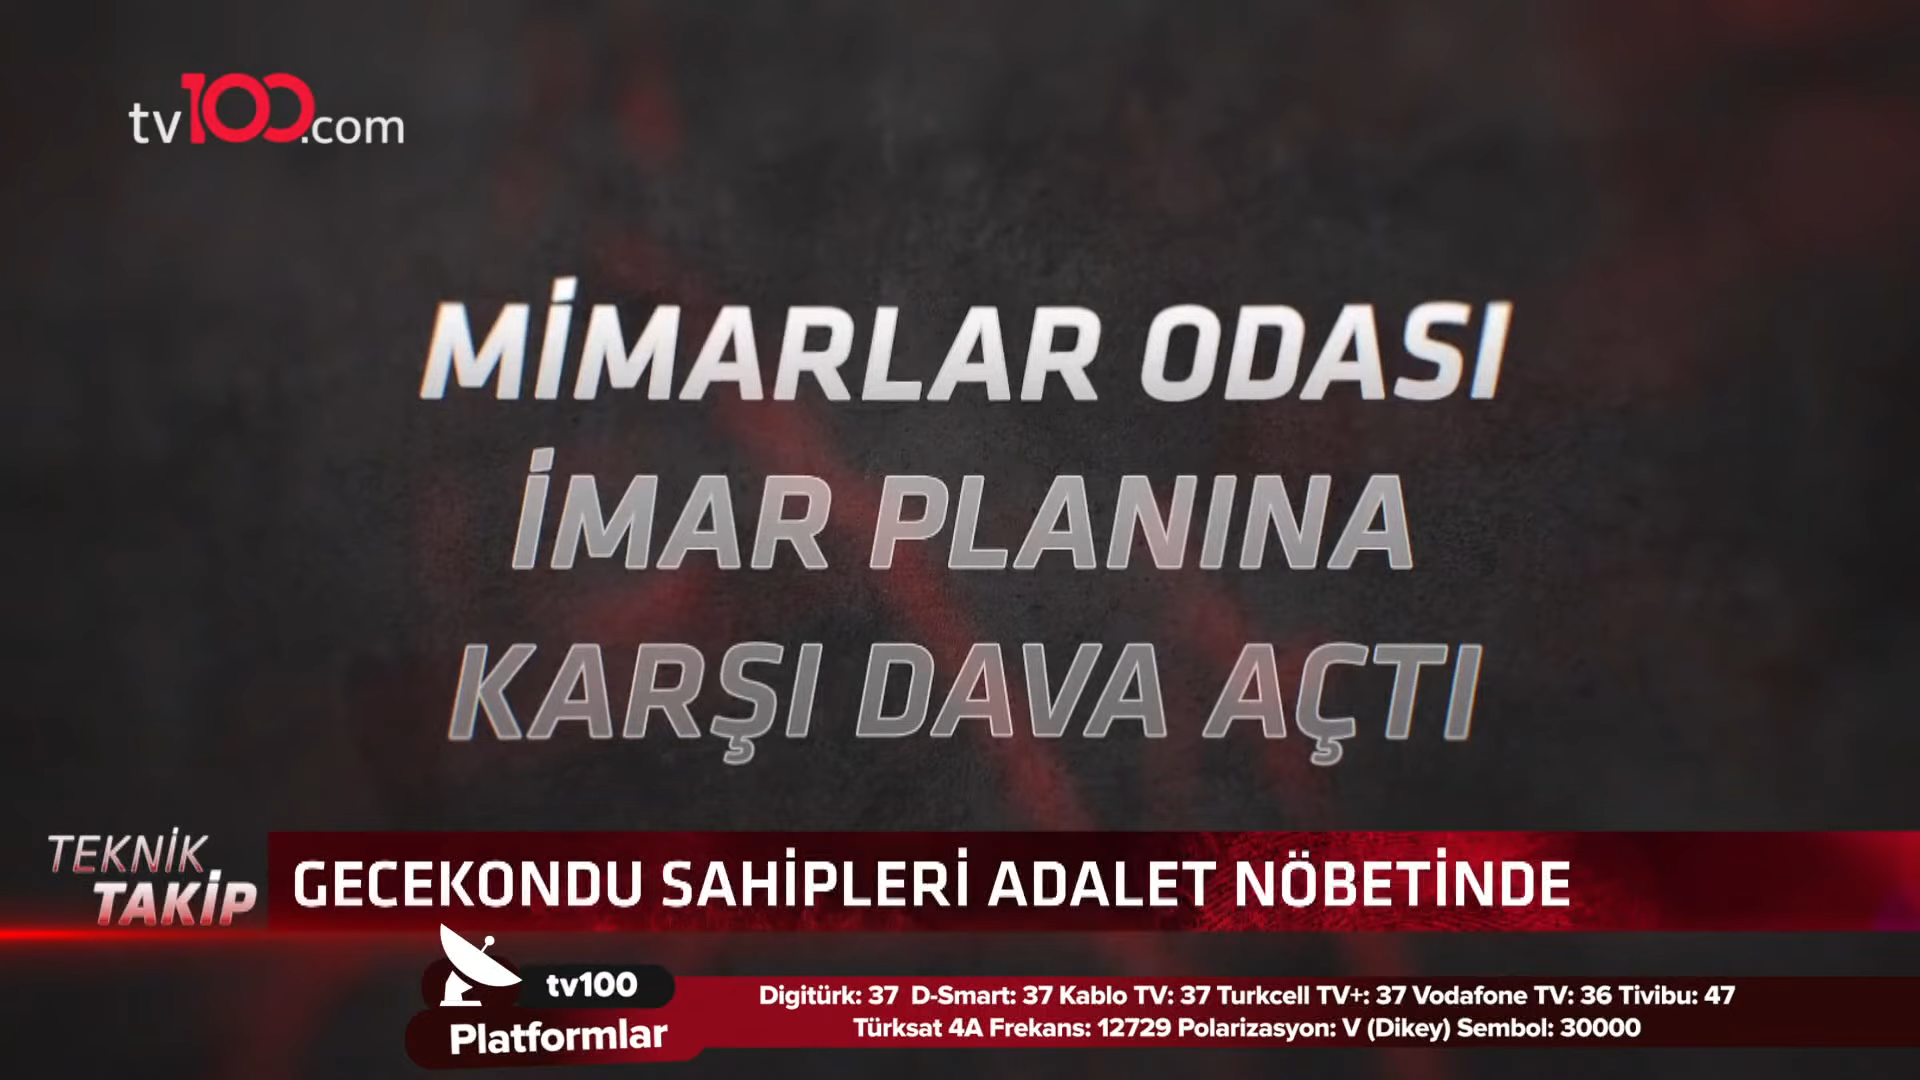 tv100.com
MİMARLAR ODASI
İMAR PLANINA
KARŞI DAVA AÇTI
TEKNİK
TAKİP
GECEKONDU SAHİPLERİ ADALET NÖBETİNDE
tv100
Platformlar
Digitürk: 37 D-Smart: 37 Kablo TV: 37 Turkcell TV+: 37 Vodafone TV: 36 Tivibu: 47
Türksat 4A Frekans: 12729 Polarizasyon: V (Dikey) Sembol: 30000